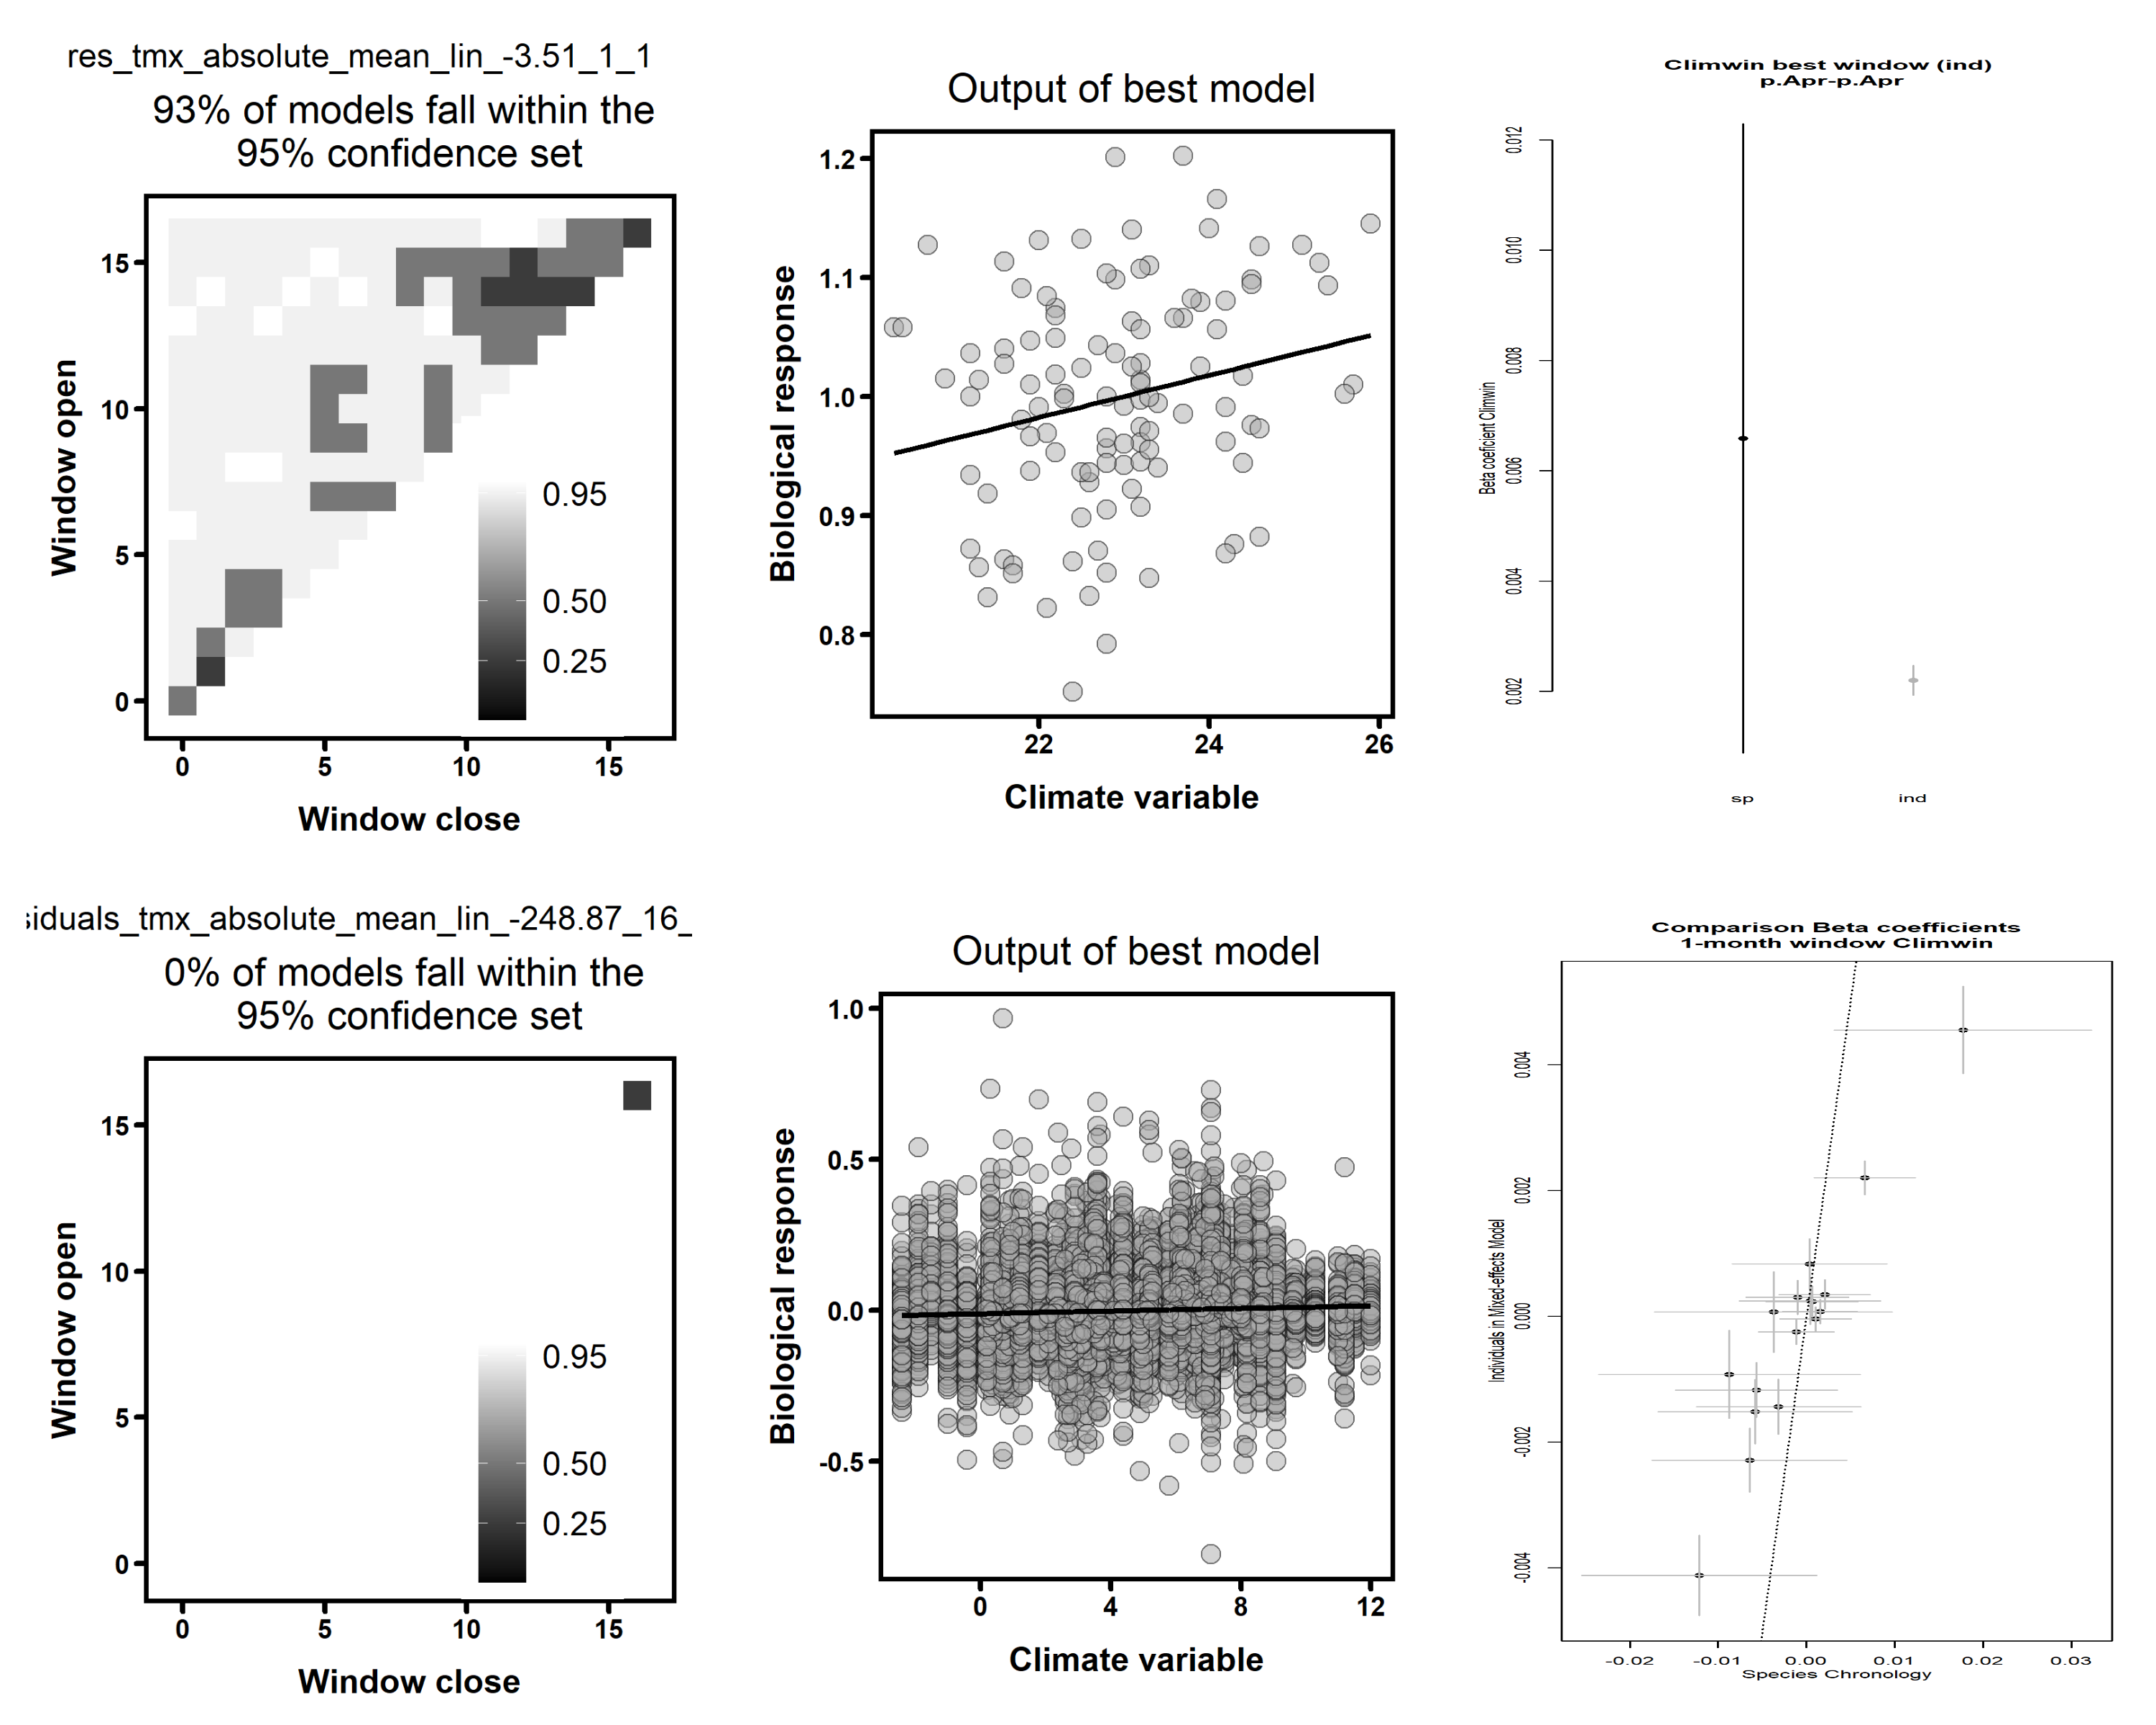 res_tmx_absolute_mean_lin_-3.51_1_1
93% of models fall within the
95% confidence set
Window open
15
10
5
0
0.95
0.50
0.25
0 5 10 15
Window close
Output of best model
Biological response
1.2
1.1
1.0
0.9
0.8
22 24 26
Climate variable
Climwin best window (ind)
p.Apr-p.Apr
Beta coeficient Climwin
0.012
0.010
0.008
0.006
0.004
0.002
sp ind
siduals_tmx_absolute_mean_lin_-248.87_16_
0% of models fall within the
95% confidence set
Window open
15
10
5
0
0.95
0.50
0.25
0 5 10 15
Window close
Output of best model
Biological response
1.0
0.5
0.0
-0.5
0 4 8 12
Climate variable
Comparison Beta coefficients
1-month window Climwin
Individuals in Mixed-effects Model
0.004
0.002
0.000
-0.002
-0.004
-0.02 -0.01 0.00 0.01 0.02 0.03
Species Chronology